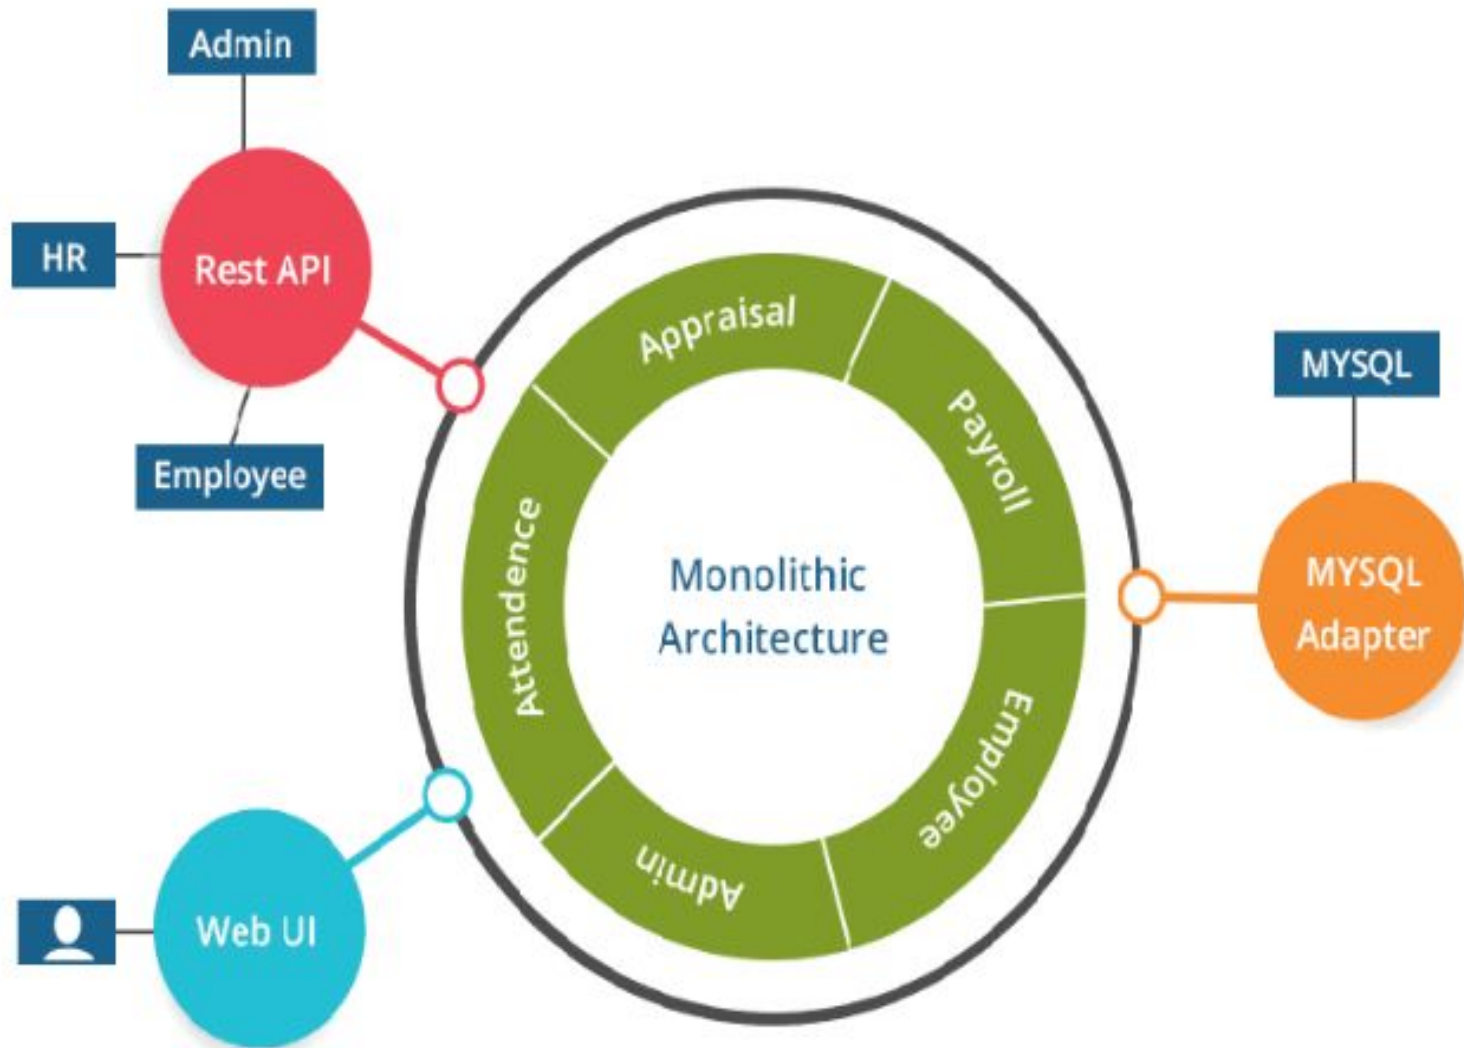 Admin
HR
Rest API
Employee
Appraisal
Payroll
Attendence
Monolithic
Architecture
Employee
Admin
MYSQL
MYSQL
Adapter
Web UI